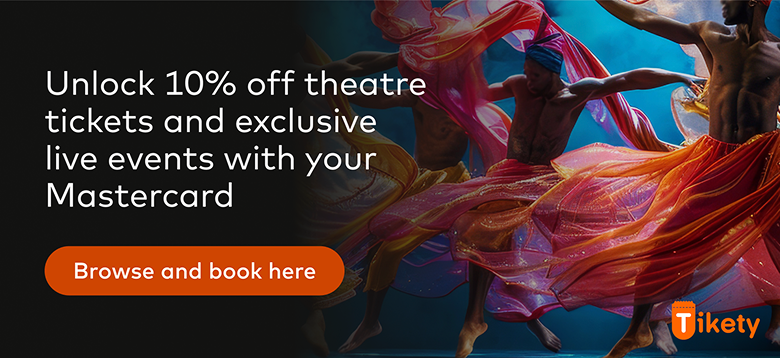 Unlock 10% off theatre
tickets and exclusive
live events with your
Mastercard
Browse and book here
Tikety